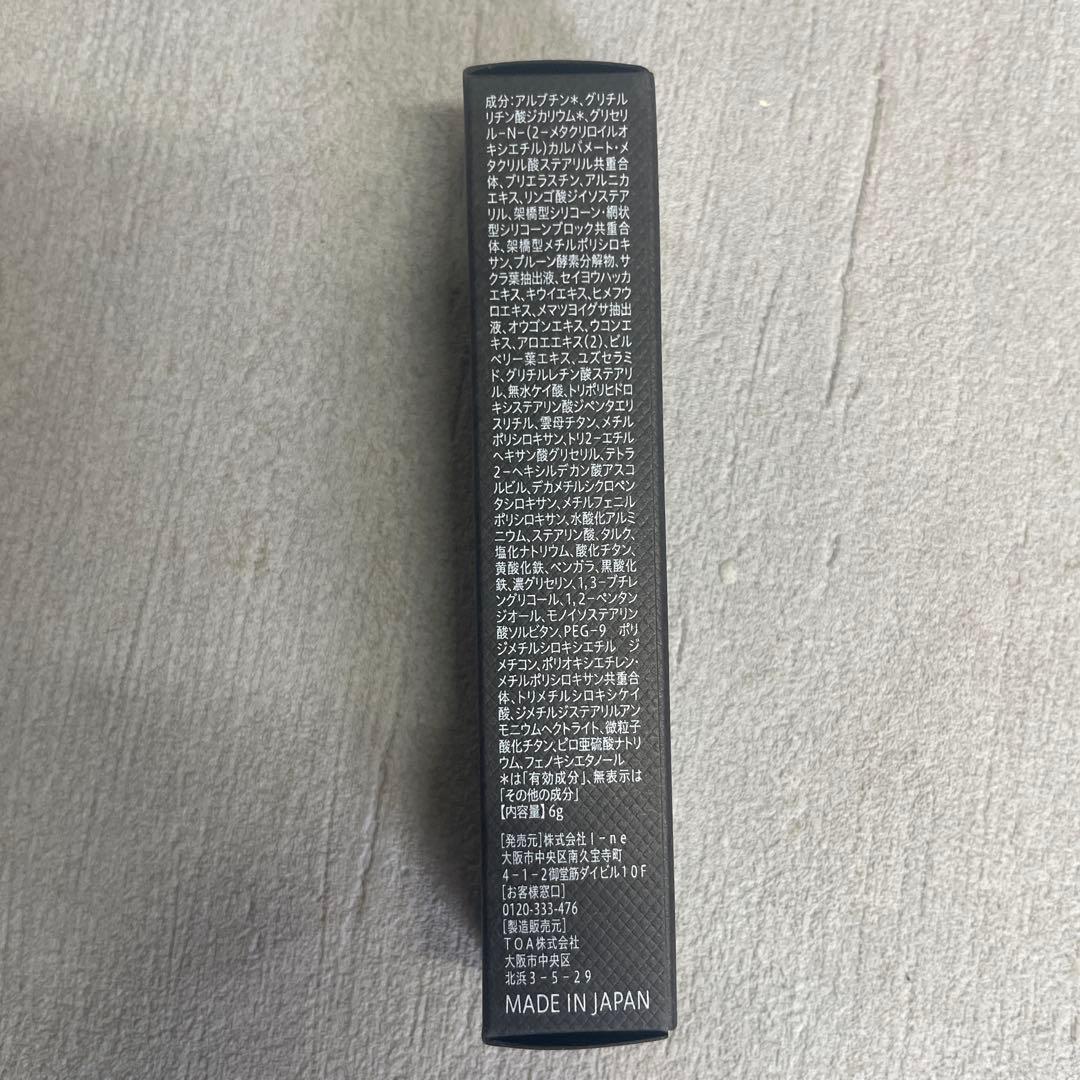 成分:アルブチン*、グリチル
リチン酸ジカリウム*、グリセリ
ル-N-(2-メタクリロイルオ
キシエチル)カルバメート・メ
タクリル酸ステアリル共重合
体、プリエラスチン、アルニカ
エキス、リンゴ酸ジイソステア
リル、架橋型シリコーン・網状
型シリコーンブロック共重合
体、架橋型メチルポリシロキ
サン、プルーン酵素分解物、サ
クラ葉抽出液、セイヨウハッカ
エキス、キウイエキス、ヒメフウ
ロエキス、メマツヨイグサ抽出
液、オウゴンエキス、ウコンエ
キス、アロエエキス(2)、ビル
ベリー葉エキス、ユズセラミ
ド、グリチルレチン酸ステアリ
ル、無水ケイ酸、トリポリヒドロ
キシステアリン酸ジペンタエリ
スリチル、雲母チタン、メチル
ポリシロキサン、トリ2-エチル
ヘキサン酸グリセリル、テトラ
2-ヘキシルデカン酸アスコ
ルビル、デカメチルシクロペン
タシロキサン、メチルフェニル
ポリシロキサン、水酸化アルミ
ニウム、ステアリン酸、タルク、
塩化ナトリウム、酸化チタン、
黄酸化鉄、ベンガラ、黒酸化
鉄、濃グリセリン、1,3-ブチレ
ングリコール、1,2-ペンタン
ジオール、モノイソステアリン
酸ソルビタン、PEG-9 ポリ
ジメチルシロキシエチル ジ
メチコン、ポリオキシエチレン・
メチルポリシロキサン共重合
体、トリメチルシロキシケイ
酸、ジメチルジステアリルアン
モニウムヘクトライト、微粒子
酸化チタン、ピロ亜硫酸ナトリ
ウム、フェノキシエタノール
*は「有効成分」、無表示は
「その他の成分」
【内容量】6g
[発売元]株式会社I-ne
大阪市中央区南久宝寺町
4-1-2御堂筋ダイビル10F
[お客様窓口]
0120-333-476
[製造販売元]
TOA株式会社
大阪市中央区
北浜3-5-29
MADE IN JAPAN